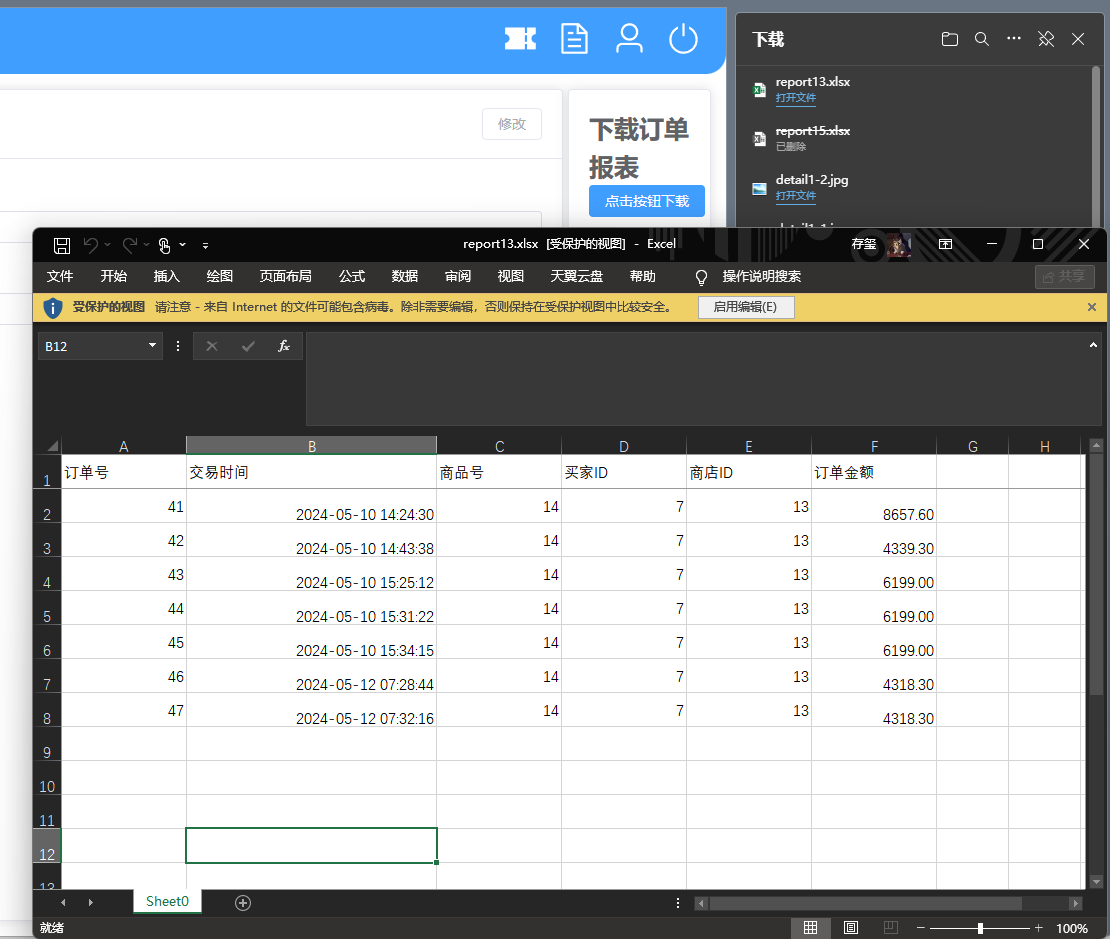 修改
下载订单
报表
点击按钮下载
下载
report13.xlsx
打开文件
report15.xlsx
已删除
detail1-2.jpg
打开文件
report13.xlsx [受保护的视图] - Excel
存玺
文件 开始 插入 绘图 页面布局 公式 数据 审阅 视图 天翼云盘 帮助 操作说明搜索 共享
受保护的视图 请注意 - 来自 Internet 的文件可能包含病毒。除非需要编辑，否则保持在受保护视图中比较安全。 启用编辑(E)
B12 fx
A B C D E F G H
1 订单号 交易时间 商品号 买家ID 商店ID 订单金额
2 41 2024-05-10 14:24:30 14 7 13 8657.60
3 42 2024-05-10 14:43:38 14 7 13 4339.30
4 43 2024-05-10 15:25:12 14 7 13 6199.00
5 44 2024-05-10 15:31:22 14 7 13 6199.00
6 45 2024-05-10 15:34:15 14 7 13 6199.00
7 46 2024-05-12 07:28:44 14 7 13 4318.30
8 47 2024-05-12 07:32:16 14 7 13 4318.30
9
10
11
12
13
Sheet0
就绪 100%